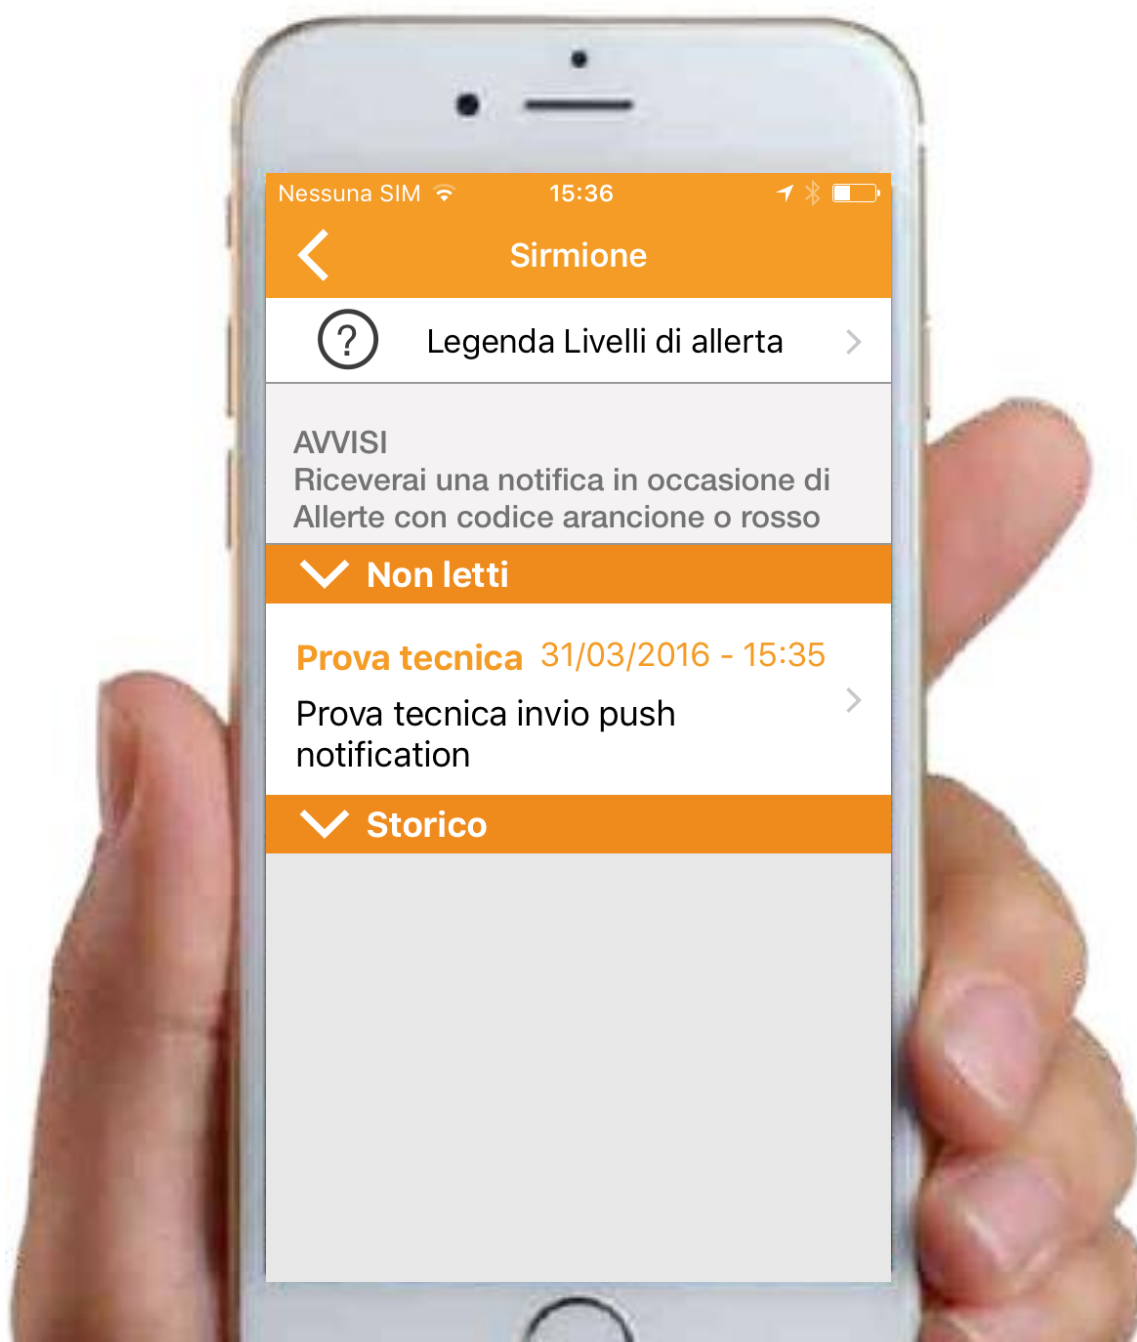 Nessuna SIM 15:36
Sirmione
? Legenda Livelli di allerta
AVVISI
Riceverai una notifica in occasione di
Allerte con codice arancione o rosso
Non letti
Prova tecnica 31/03/2016 - 15:35
Prova tecnica invio push
notification
Storico